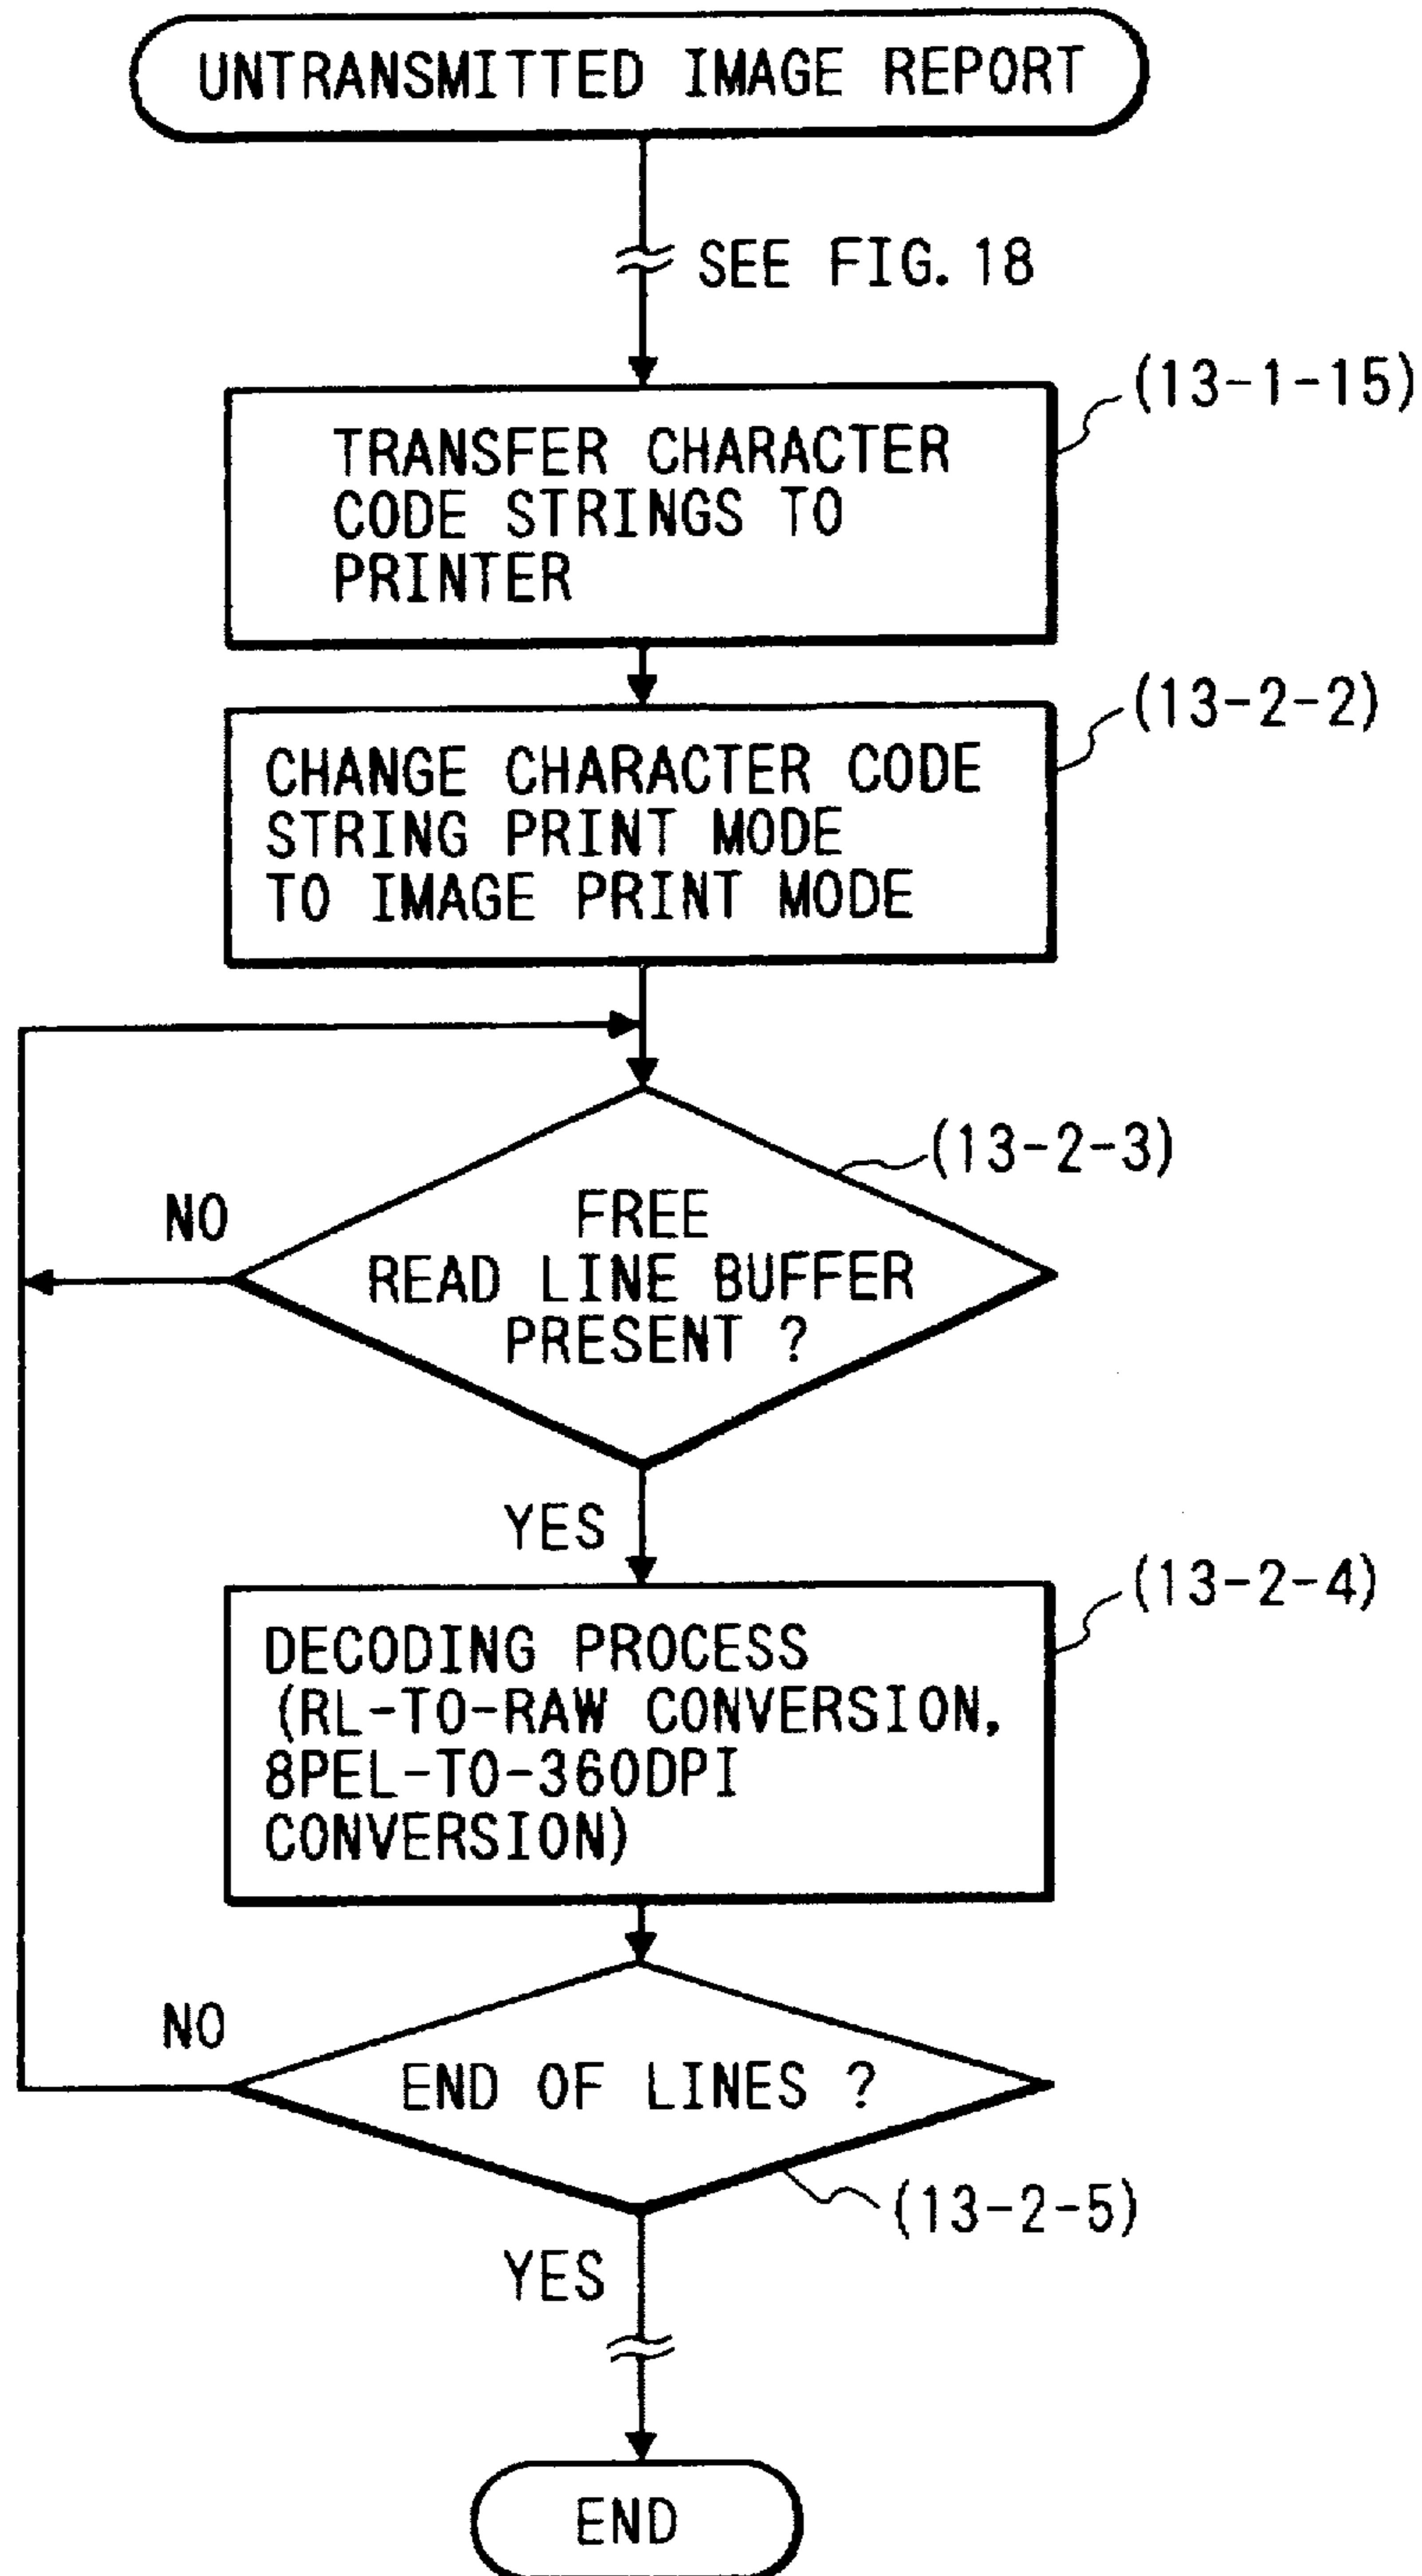 UNTRANSMITTED IMAGE REPORT
SEE FIG. 18
(13-1-15)
TRANSFER CHARACTER
CODE STRINGS TO
PRINTER
(13-2-2)
CHANGE CHARACTER CODE
STRING PRINT MODE
TO IMAGE PRINT MODE
(13-2-3)
NO
FREE
READ LINE BUFFER
PRESENT ?
YES
(13-2-4)
DECODING PROCESS
(RL-TO-RAW CONVERSION,
8PEL-TO-360DPI
CONVERSION)
NO
END OF LINES ?
(13-2-5)
YES
END